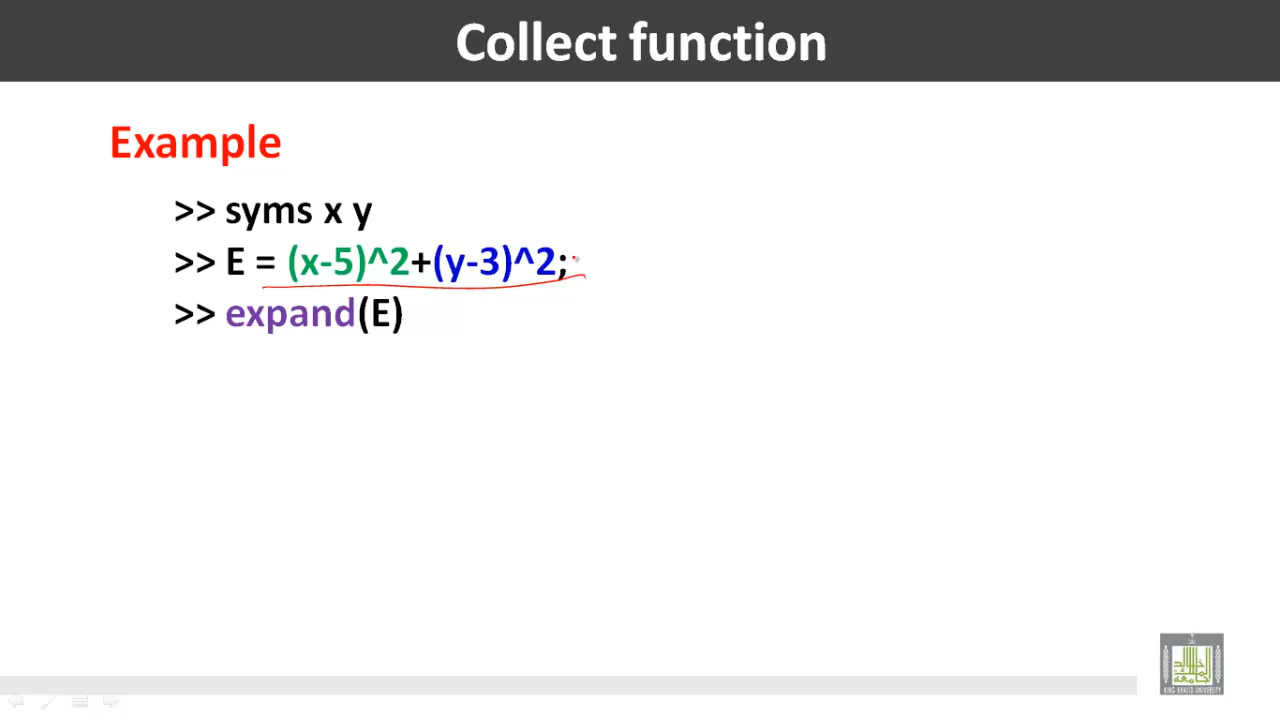 Collect function
Example
>> syms x y
>> E = (x-5)^2+(y-3)^2;
>> expand(E)
KING KHALID UNIVERSITY